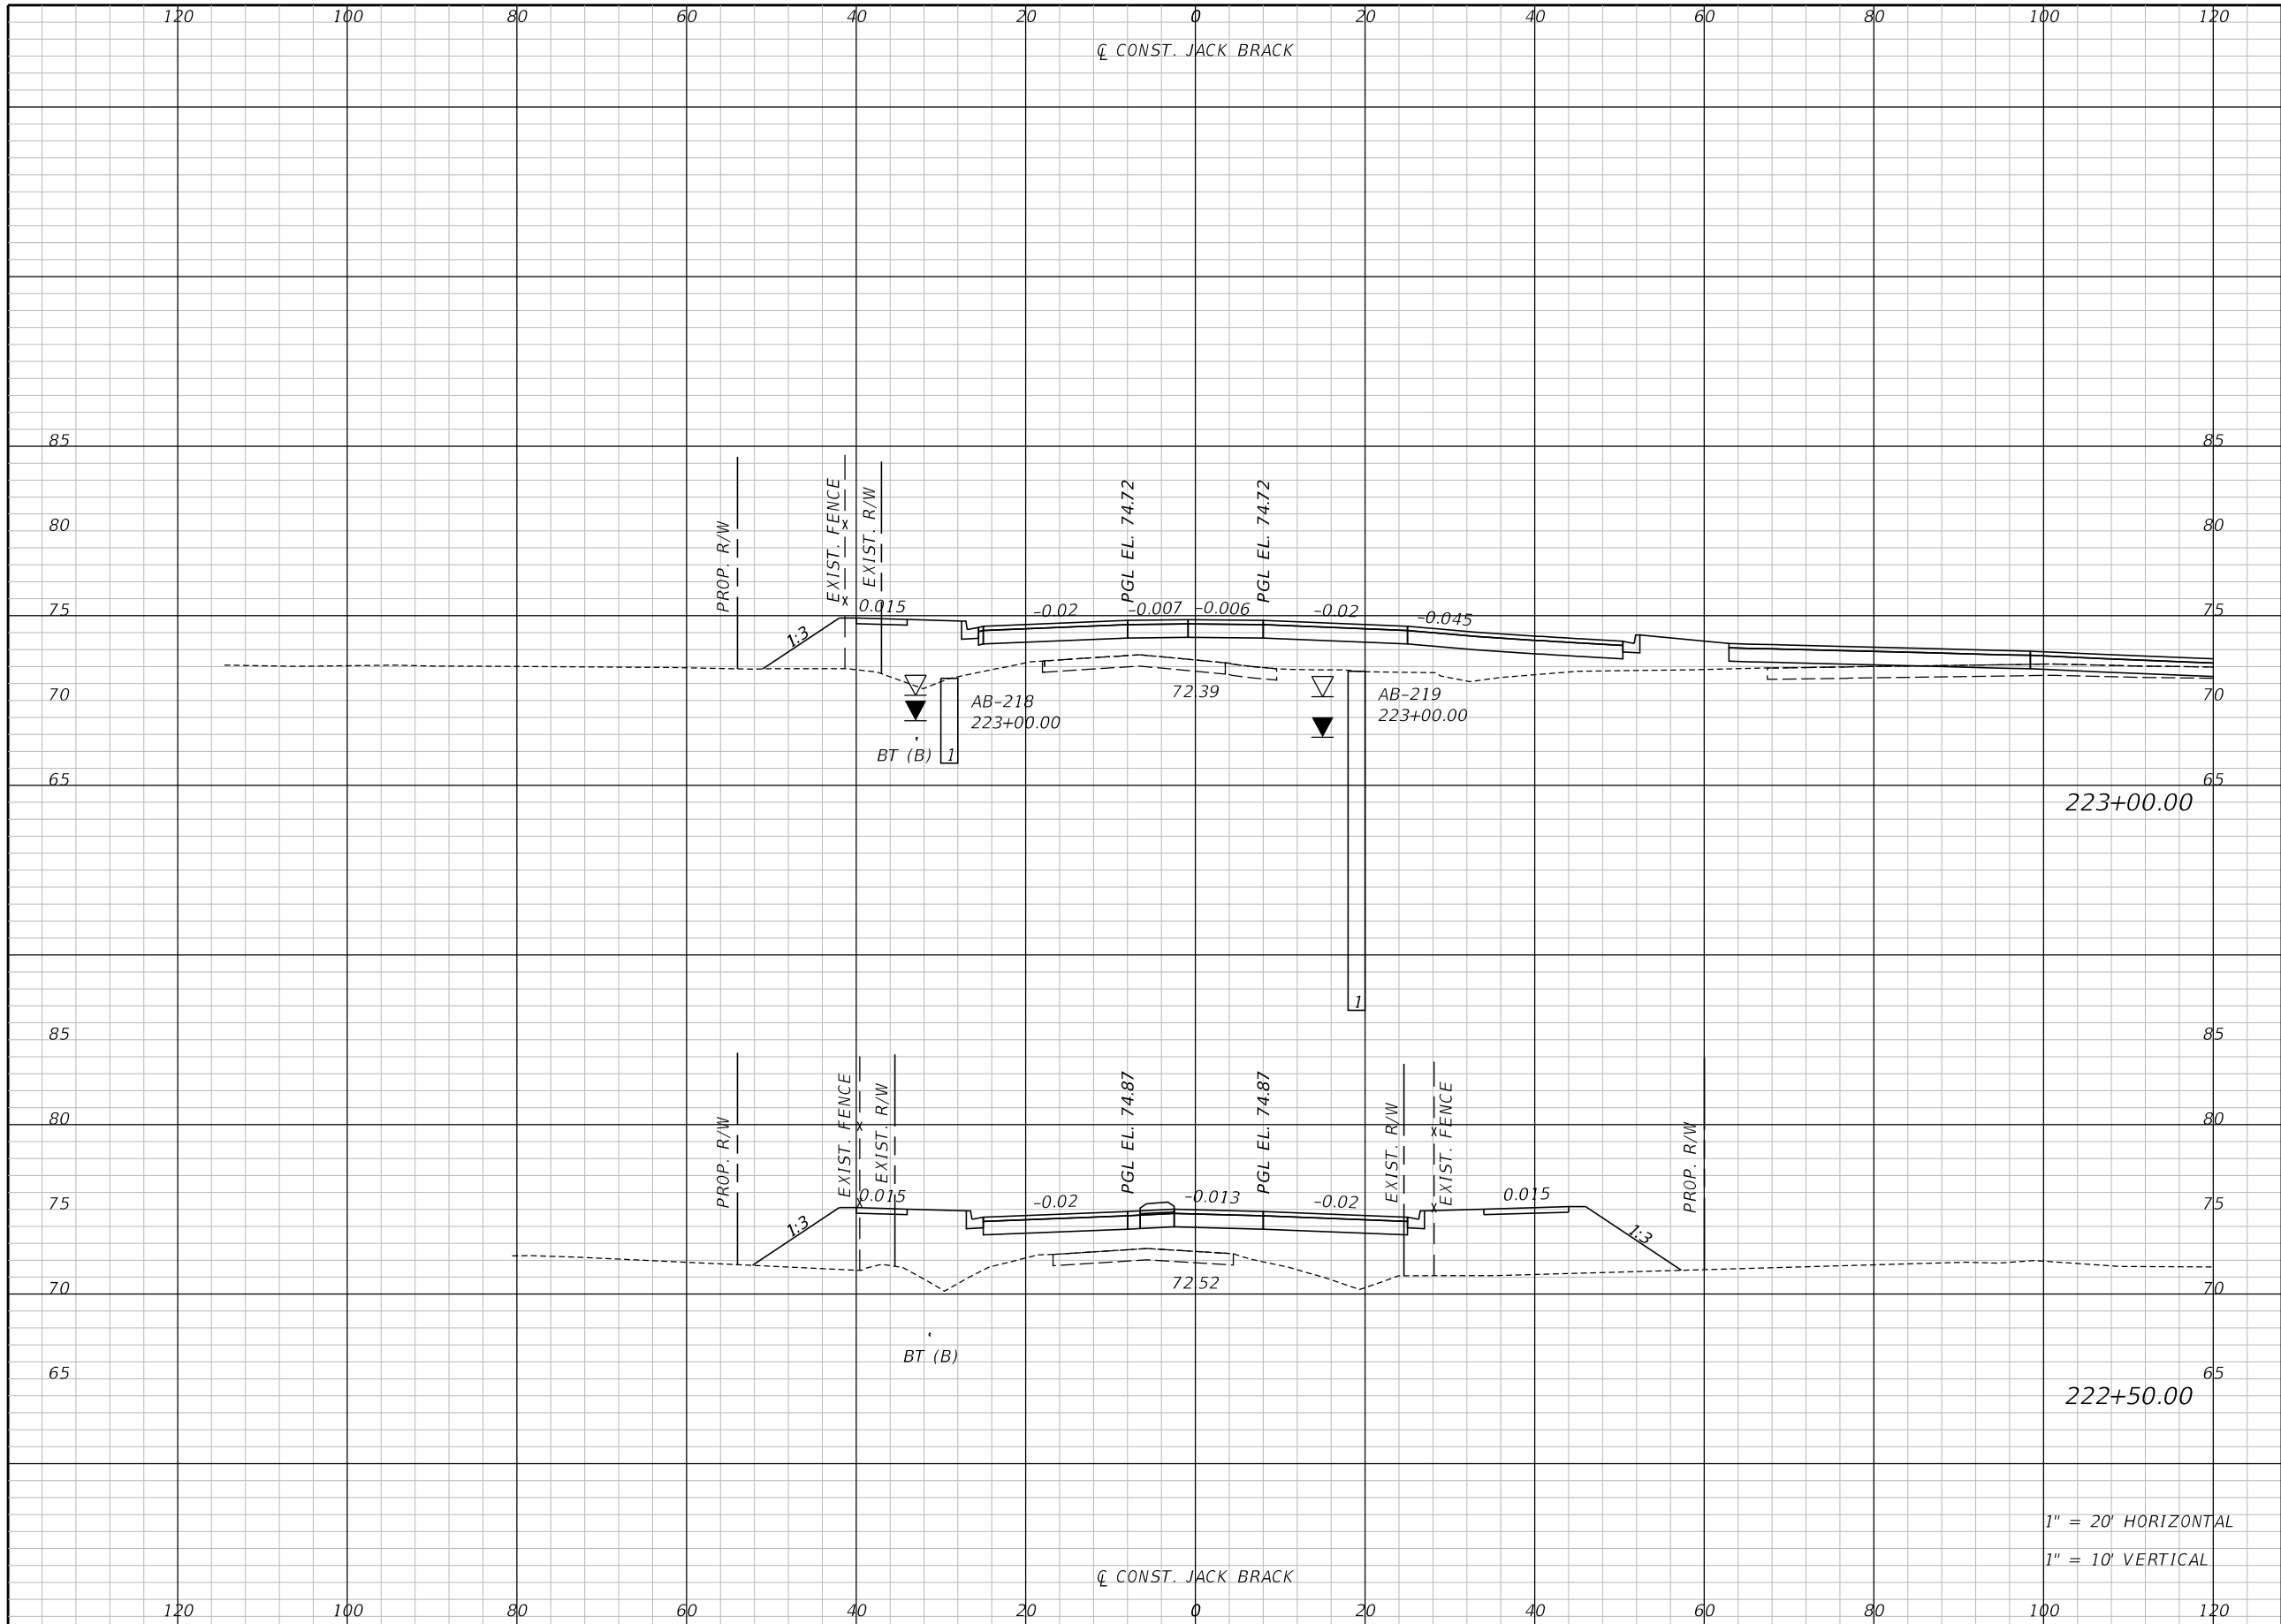 120 100 80 60 40 20 0 20 40 60 80 100 120
℄ CONST. JACK BRACK
85 85
80 80
75 75
70 70
65 65
PROP. R/W
EXIST. FENCE
X
X
EXIST. R/W
PGL EL. 74.72
PGL EL. 74.72
1:3
0.015
-0.02
-0.007
-0.006
-0.02
-0.045
72.39
AB-218
223+00.00
AB-219
223+00.00
BT (B)
1
1
223+00.00
85 85
80 80
75 75
70 70
65 65
PROP. R/W
EXIST. FENCE
X
X
EXIST. R/W
PGL EL. 74.87
PGL EL. 74.87
EXIST. R/W
X
X
EXIST. FENCE
PROP. R/W
1:3
0.015
-0.02
-0.013
-0.02
0.015
1:3
72.52
BT (B)
222+50.00
1" = 20' HORIZONTAL
1" = 10' VERTICAL
℄ CONST. JACK BRACK
120 100 80 60 40 20 0 20 40 60 80 100 120